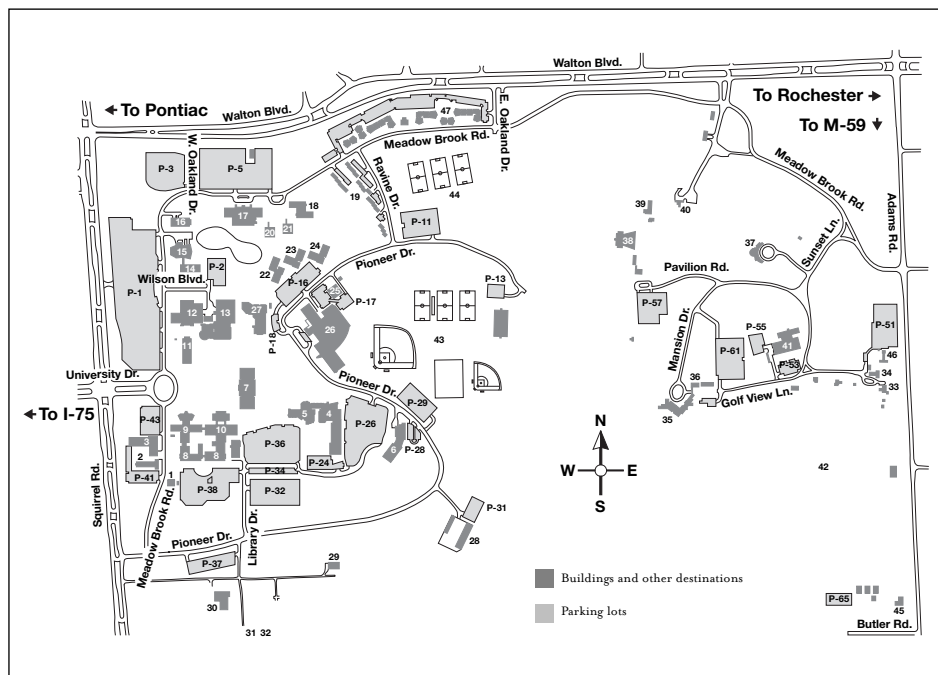 Walton Blvd.
To Rochester
To M-59
To Pontiac
Walton Blvd.
E. Oakland Dr.
47
Meadow Brook Rd.
P-3
W. Oakland Dr.
P-5
Ravine Dr.
19
44
Meadow Brook Rd.
Adams Rd.
39
40
16
17
18
20
21
P-11
38
37
Sunset Ln.
15
14
Wilson Blvd.
P-2
22
23
24
P-16
Pioneer Dr.
P-13
Pavilion Rd.
P-1
25
P-17
P-57
12
13
27
P-18
26
43
Mansion Dr.
P-55
P-51
11
P-61
41
P-53
46
University Dr.
Pioneer Dr.
36
34
33
7
P-29
35
Golf View Ln.
To I-75
P-43
9
10
5
4
P-26
N
3
P-36
6
P-28
2
8
8
P-24
W
E
42
P-41
1
P-34
S
Squirrel Rd.
P-38
P-32
P-31
Meadow Brook Rd.
Library Dr.
Pioneer Dr.
28
P-37
29
Buildings and other destinations
30
Parking lots
P-65
45
31 32
Butler Rd.